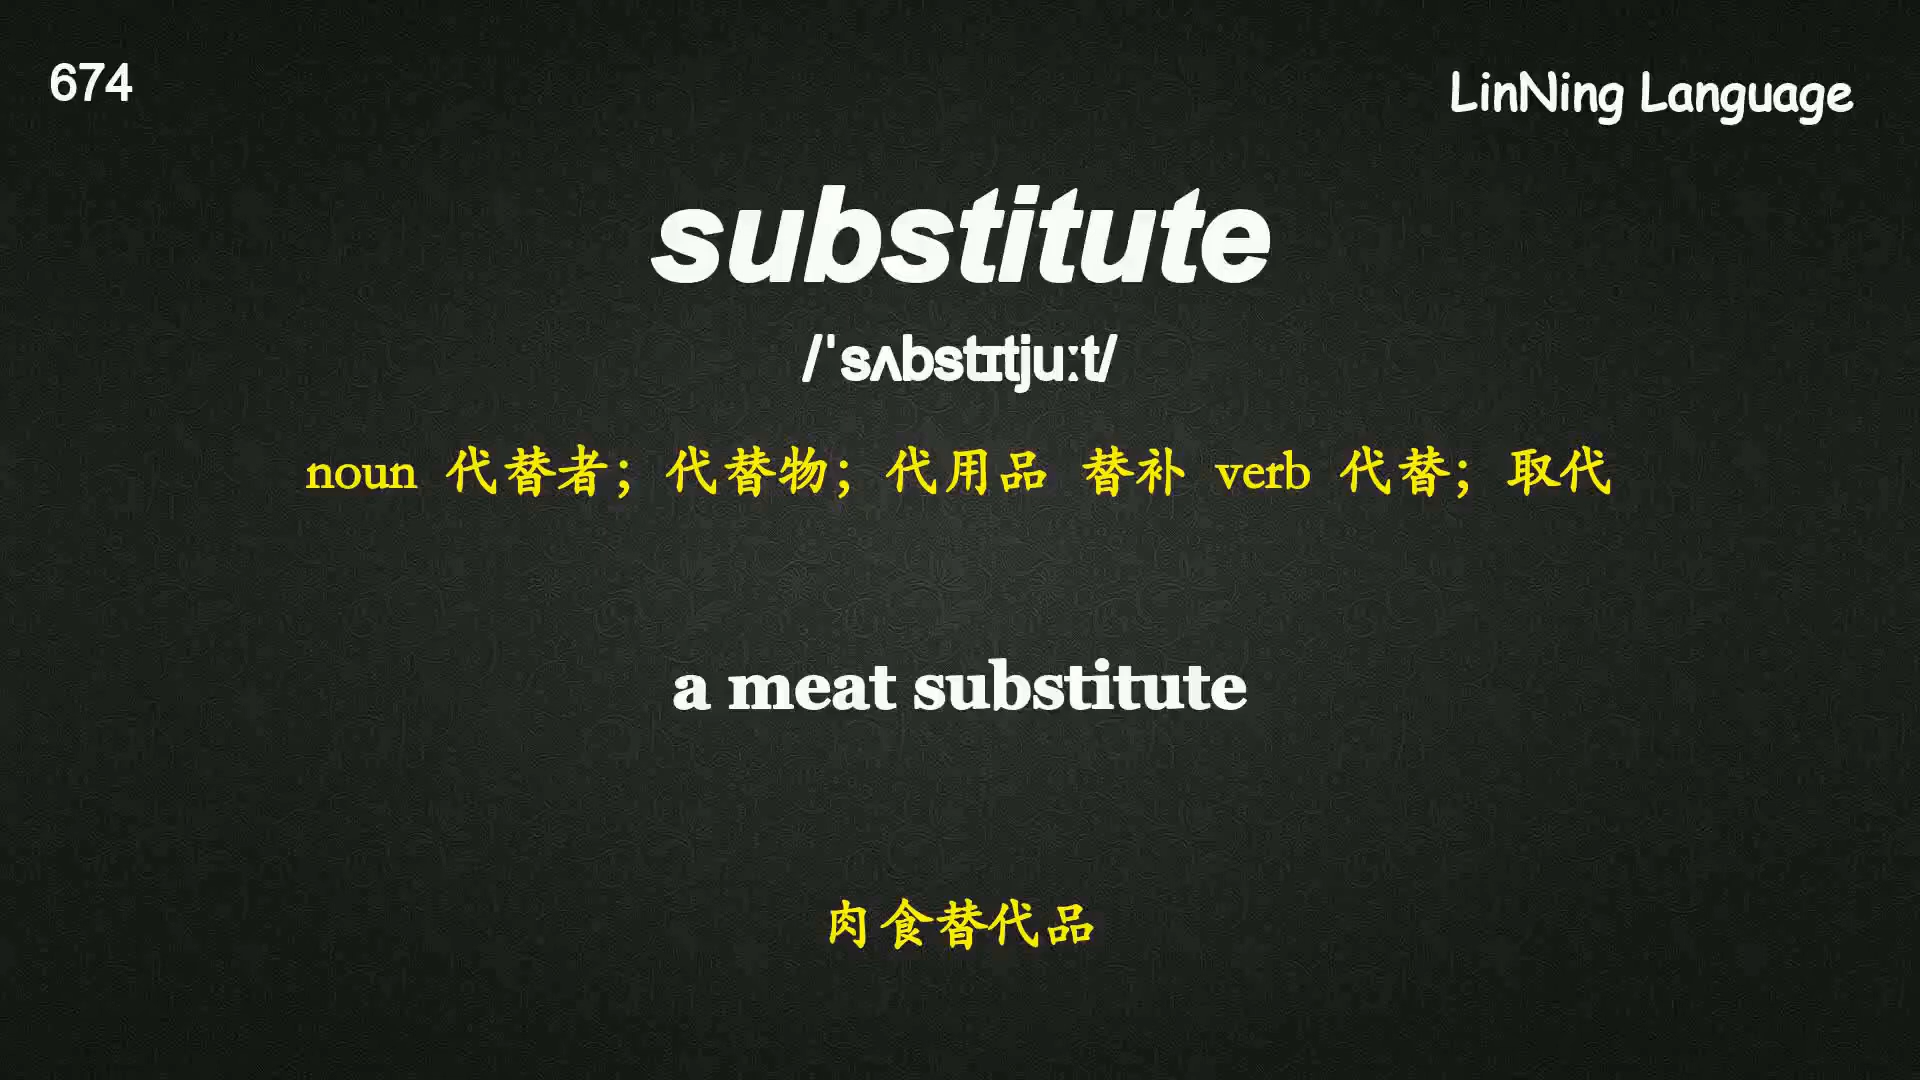 674
LinNing Language
substitute
/ˈsʌbstɪtjuːt/
noun 代替者；代替物；代用品 替补 verb 代替；取代
a meat substitute
肉食替代品